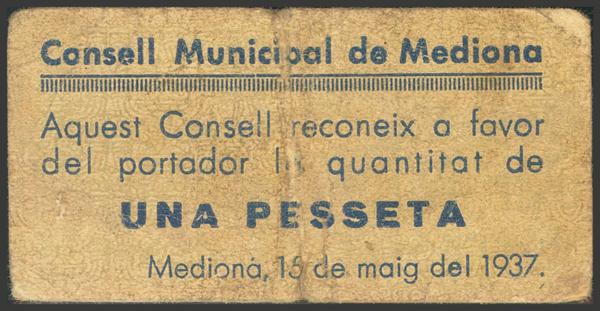 Consell Municipal de Mediona
Aquest Consell reconeix a favor
del portador la quantitat de
UNA PESSETA
Mediona, 15 de maig del 1937.